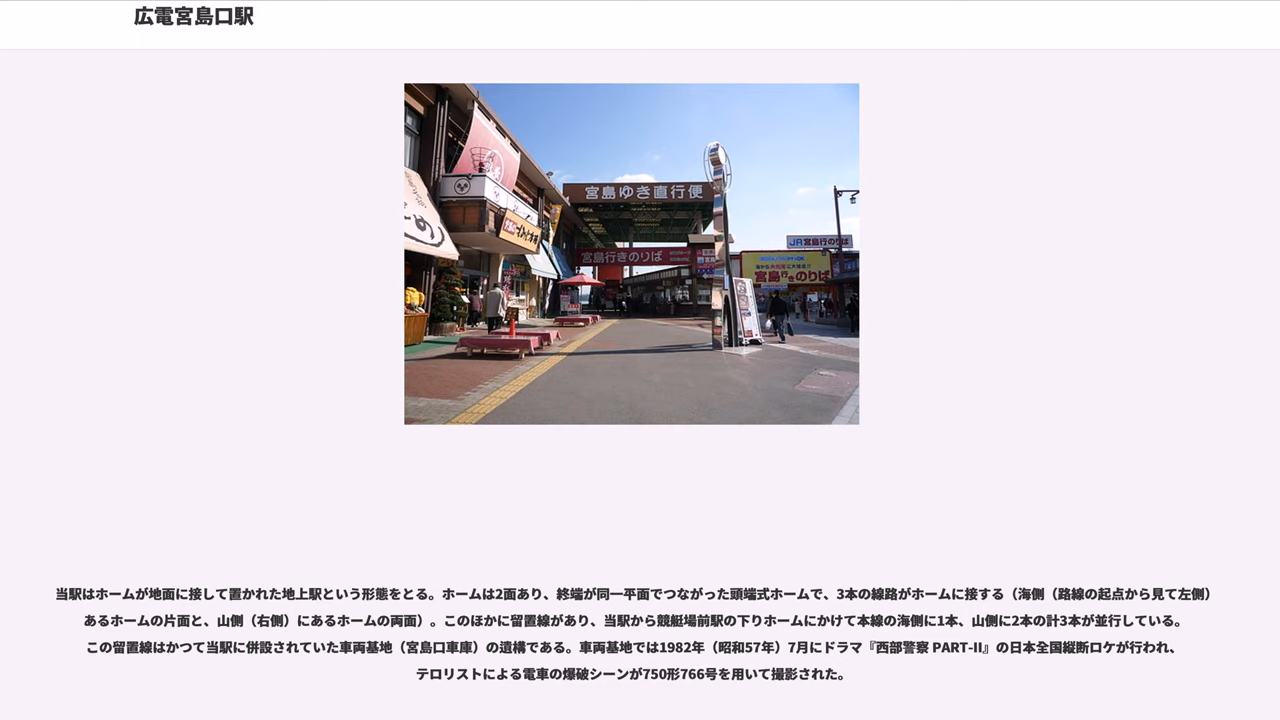 広電宮島口駅
宮島ゆき直行便
宮島行きのりば
JR宮島行のりば
宮島行きのりば
当駅はホームが地面に接して置かれた地上駅という形態をとる。ホームは2面あり、終端が同一平面でつながった頭端式ホームで、3本の線路がホームに接する（海側（路線の起点から見て左側）
あるホームの片面と、山側（右側）にあるホームの両面）。このほかに留置線があり、当駅から競艇場前駅の下りホームにかけて本線の海側に1本、山側に2本の計3本が並行している。
この留置線はかつて当駅に併設されていた車両基地（宮島口車庫）の遺構である。車両基地では1982年（昭和57年）7月にドラマ『西部警察 PART-II』の日本全国縦断ロケが行われ、
テロリストによる電車の爆破シーンが750形766号を用いて撮影された。